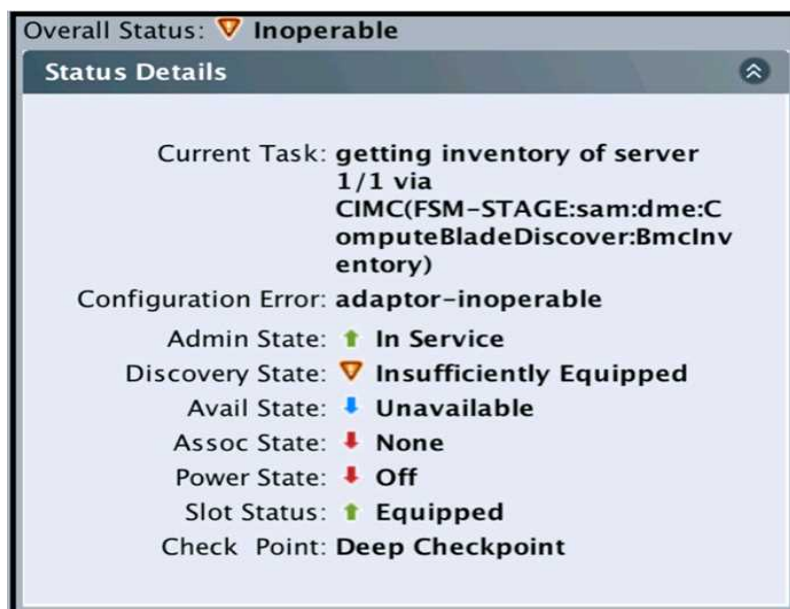 Overall Status: Inoperable
Status Details
Current Task: getting inventory of server
1/1 via
CIMC(FSM-STAGE:sam:dme:C
omputeBladeDiscover:BmcInv
entory)
Configuration Error: adaptor-inoperable
Admin State: In Service
Discovery State: Insufficiently Equipped
Avail State: Unavailable
Assoc State: None
Power State: Off
Slot Status: Equipped
Check Point: Deep Checkpoint